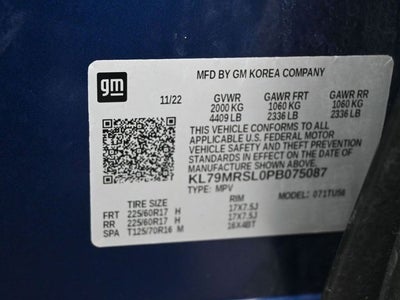 gm
MFD BY GM KOREA COMPANY
11/22 GVWR GAWR FRT GAWR RR
2000 KG 1060 KG 1060 KG
4409 LB 2336 LB 2336 LB
THIS VEHICLE CONFORMS TO ALL
APPLICABLE U.S. FEDERAL MOTOR
VEHICLE SAFETY AND THEFT PREVENTION
STANDARDS IN EFFECT ON THE DATE OF
MANUFACTURE SHOWN ABOVE.
KL79MRSL0PB075087
TYPE: MPV MODEL: 071TU56
TIRE SIZE RIM
FRT 225/60R17 H 17X7.5J
RR 225/60R17 H 17X7.5J
SPA T125/70R16 M 16X4BT